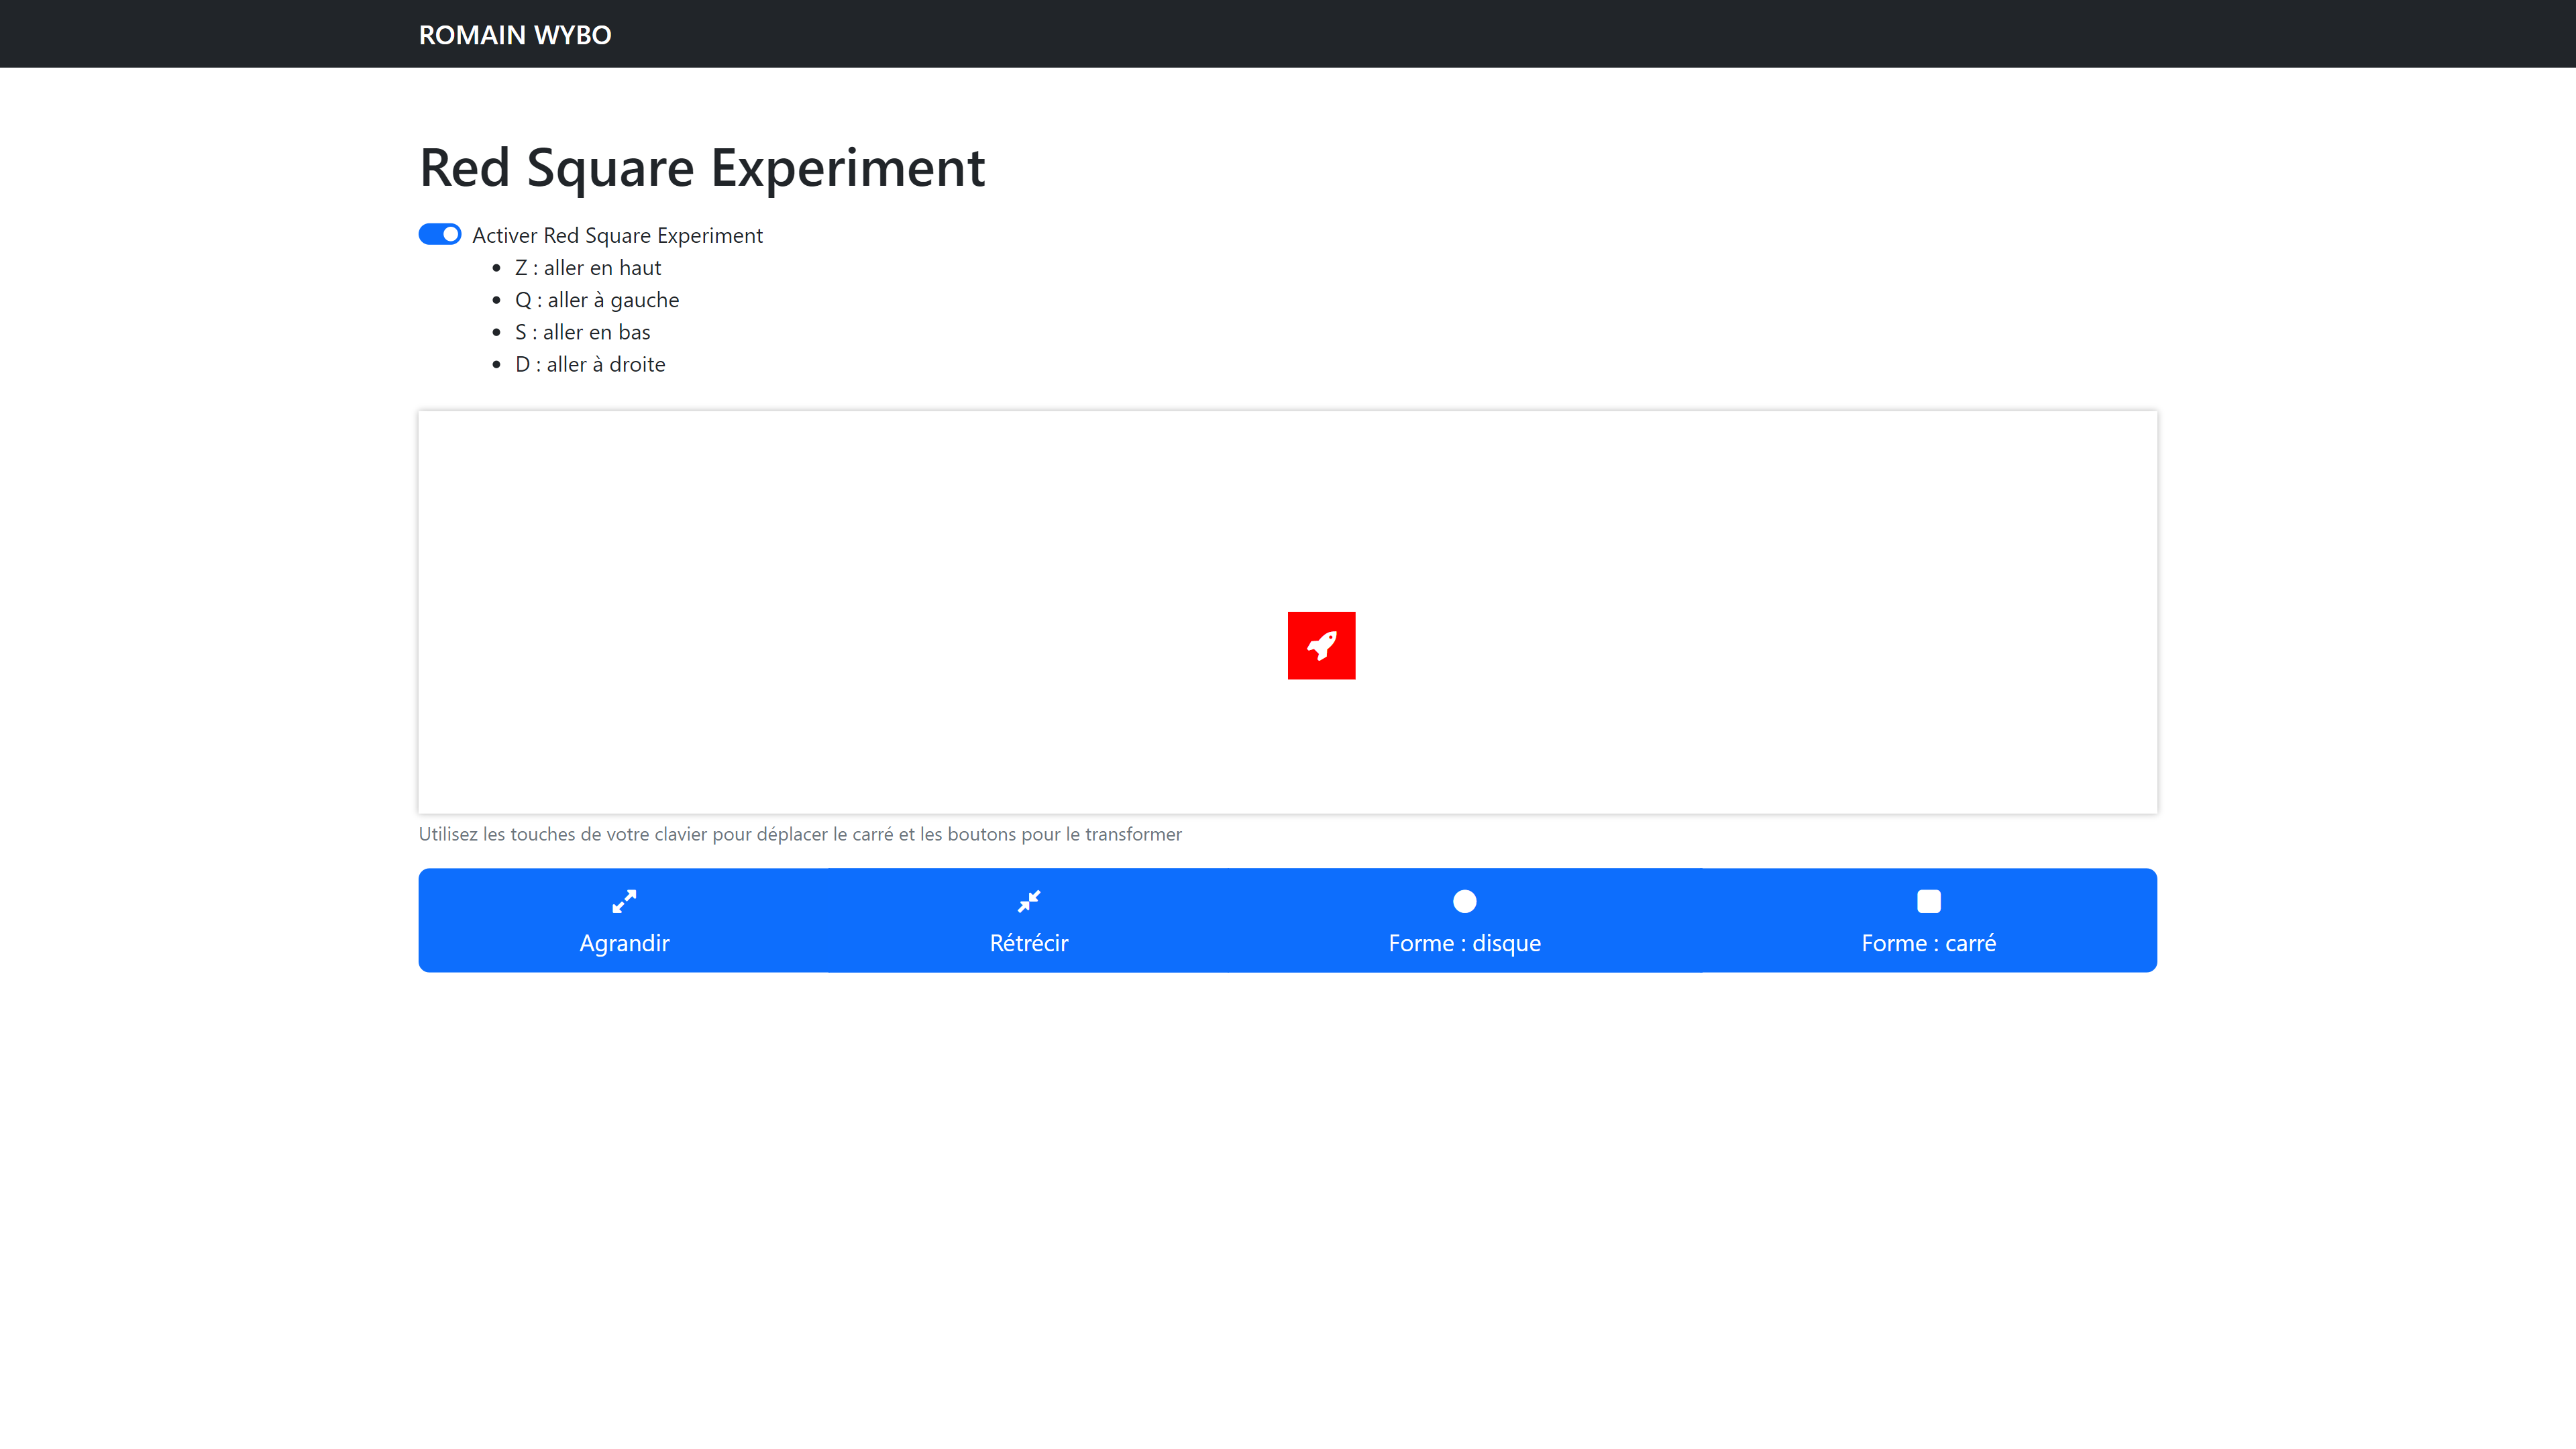 ROMAIN WYBO
Red Square Experiment
Activer Red Square Experiment
Z : aller en haut
Q : aller à gauche
S : aller en bas
D : aller à droite
Utilisez les touches de votre clavier pour déplacer le carré et les boutons pour le transformer
Agrandir
Rétrécir
Forme : disque
Forme : carré